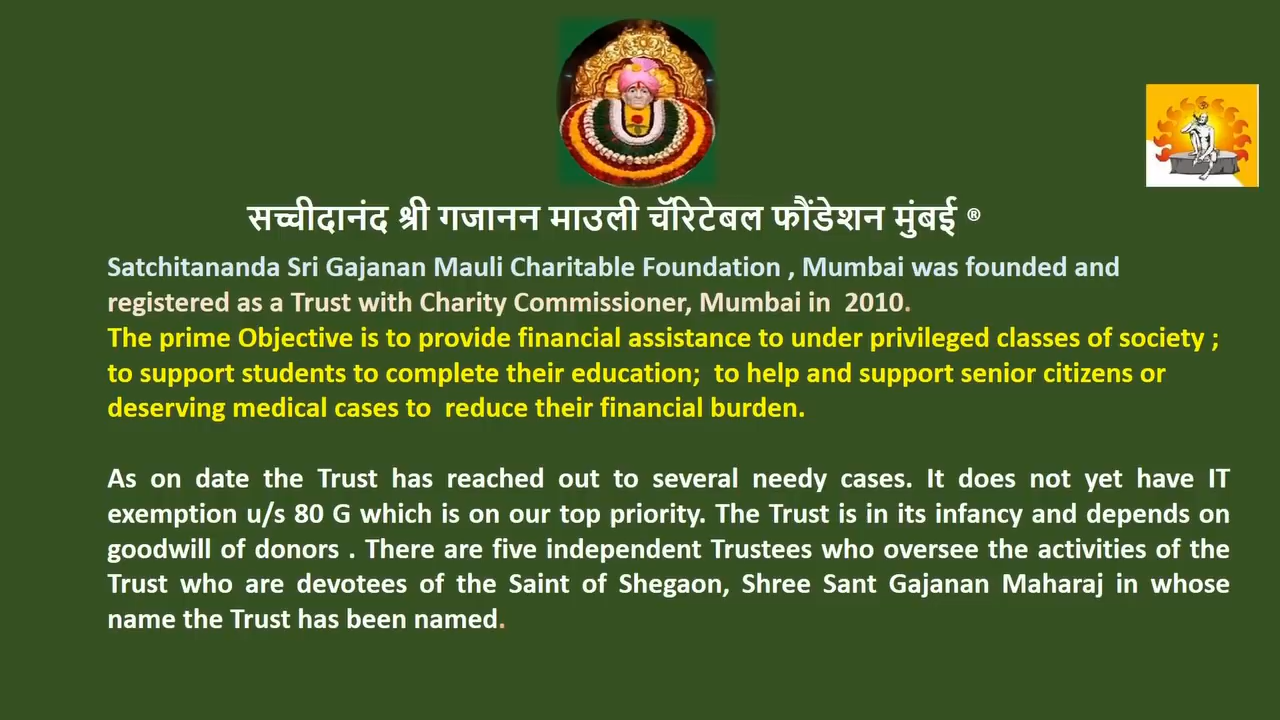 सच्चीदानंद श्री गजानन माउली चॅरिटेबल फौंडेशन मुंबई ®
Satchitananda Sri Gajanan Mauli Charitable Foundation , Mumbai was founded and
registered as a Trust with Charity Commissioner, Mumbai in  2010.
The prime Objective is to provide financial assistance to under privileged classes of society ;
to support students to complete their education;  to help and support senior citizens or
deserving medical cases to  reduce their financial burden.
As on date the Trust has reached out to several needy cases. It does not yet have IT
exemption u/s 80 G which is on our top priority. The Trust is in its infancy and depends on
goodwill of donors . There are five independent Trustees who oversee the activities of the
Trust who are devotees of the Saint of Shegaon, Shree Sant Gajanan Maharaj in whose
name the Trust has been named.